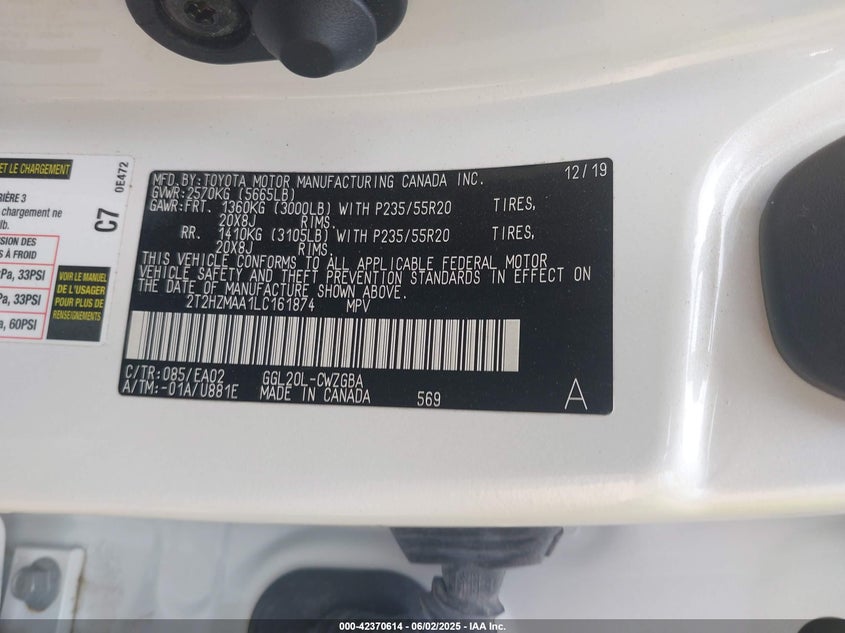 ET LE CHARGEMENT
0E472
RIÈRE 3
chargement ne
lb.
C7
SION DES
S À FROID
Pa, 33PSI
a, 33PSI
a, 60PSI
VOIR LE MANUEL
DE L'USAGER
POUR PLUS DE
RENSEIGNEMENTS
MFD. BY:TOYOTA MOTOR MANUFACTURING CANADA INC. 12/19
GVWR:2570KG (5665LB)
GAWR:FRT. 1360KG (3000LB) WITH P235/55R20 TIRES,
20X8J RIMS.
RR. 1410KG (3105LB) WITH P235/55R20 TIRES,
20X8J RIMS.
THIS VEHICLE CONFORMS TO ALL APPLICABLE FEDERAL MOTOR
VEHICLE SAFETY AND THEFT PREVENTION STANDARDS IN EFFECT ON
THE DATE OF MANUFACTURE SHOWN ABOVE.
2T2HZMAA1LC161874 MPV
C/TR:085/EA02 GGL20L-CWZGBA
A/TM:-01A/U881E MADE IN CANADA 569 A
000-42370614 - 06/02/2025 - IAA Inc.